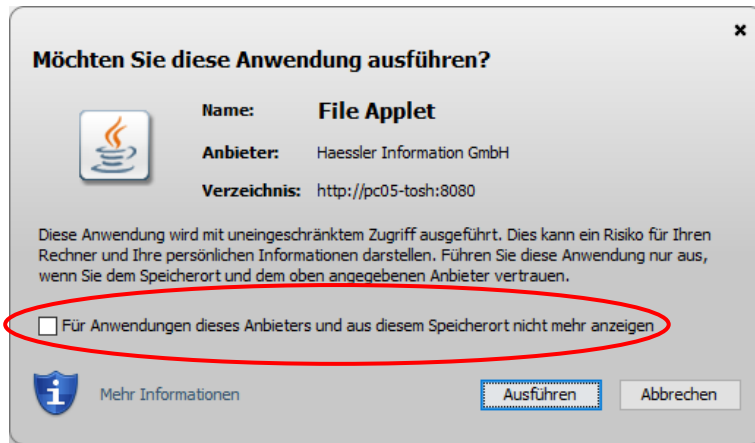 Möchten Sie diese Anwendung ausführen?
Name: File Applet
Anbieter: Haessler Information GmbH
Verzeichnis: http://pc05-tosh:8080
Diese Anwendung wird mit uneingeschränktem Zugriff ausgeführt. Dies kann ein Risiko für Ihren
Rechner und Ihre persönlichen Informationen darstellen. Führen Sie diese Anwendung nur aus,
wenn Sie dem Speicherort und dem oben angegebenen Anbieter vertrauen.
Für Anwendungen dieses Anbieters und aus diesem Speicherort nicht mehr anzeigen
Mehr Informationen Ausführen Abbrechen